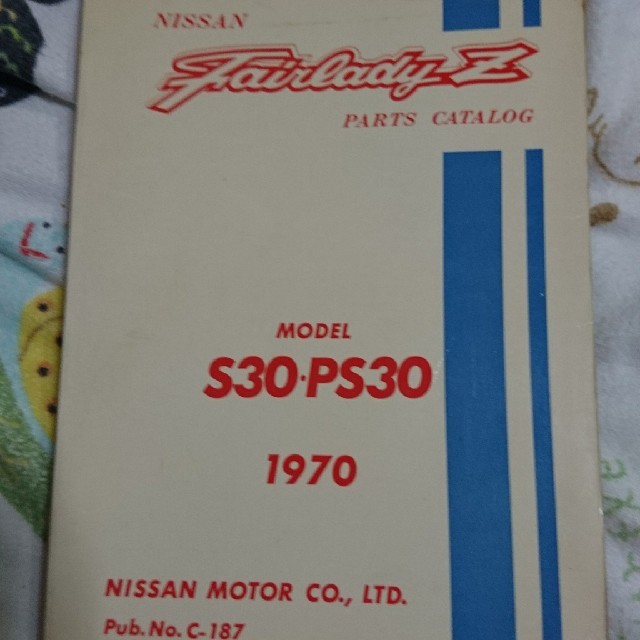 NISSAN
Fairlady Z
PARTS CATALOG
MODEL
S30·PS30
1970
NISSAN MOTOR CO., LTD.
Pub. No. C-187